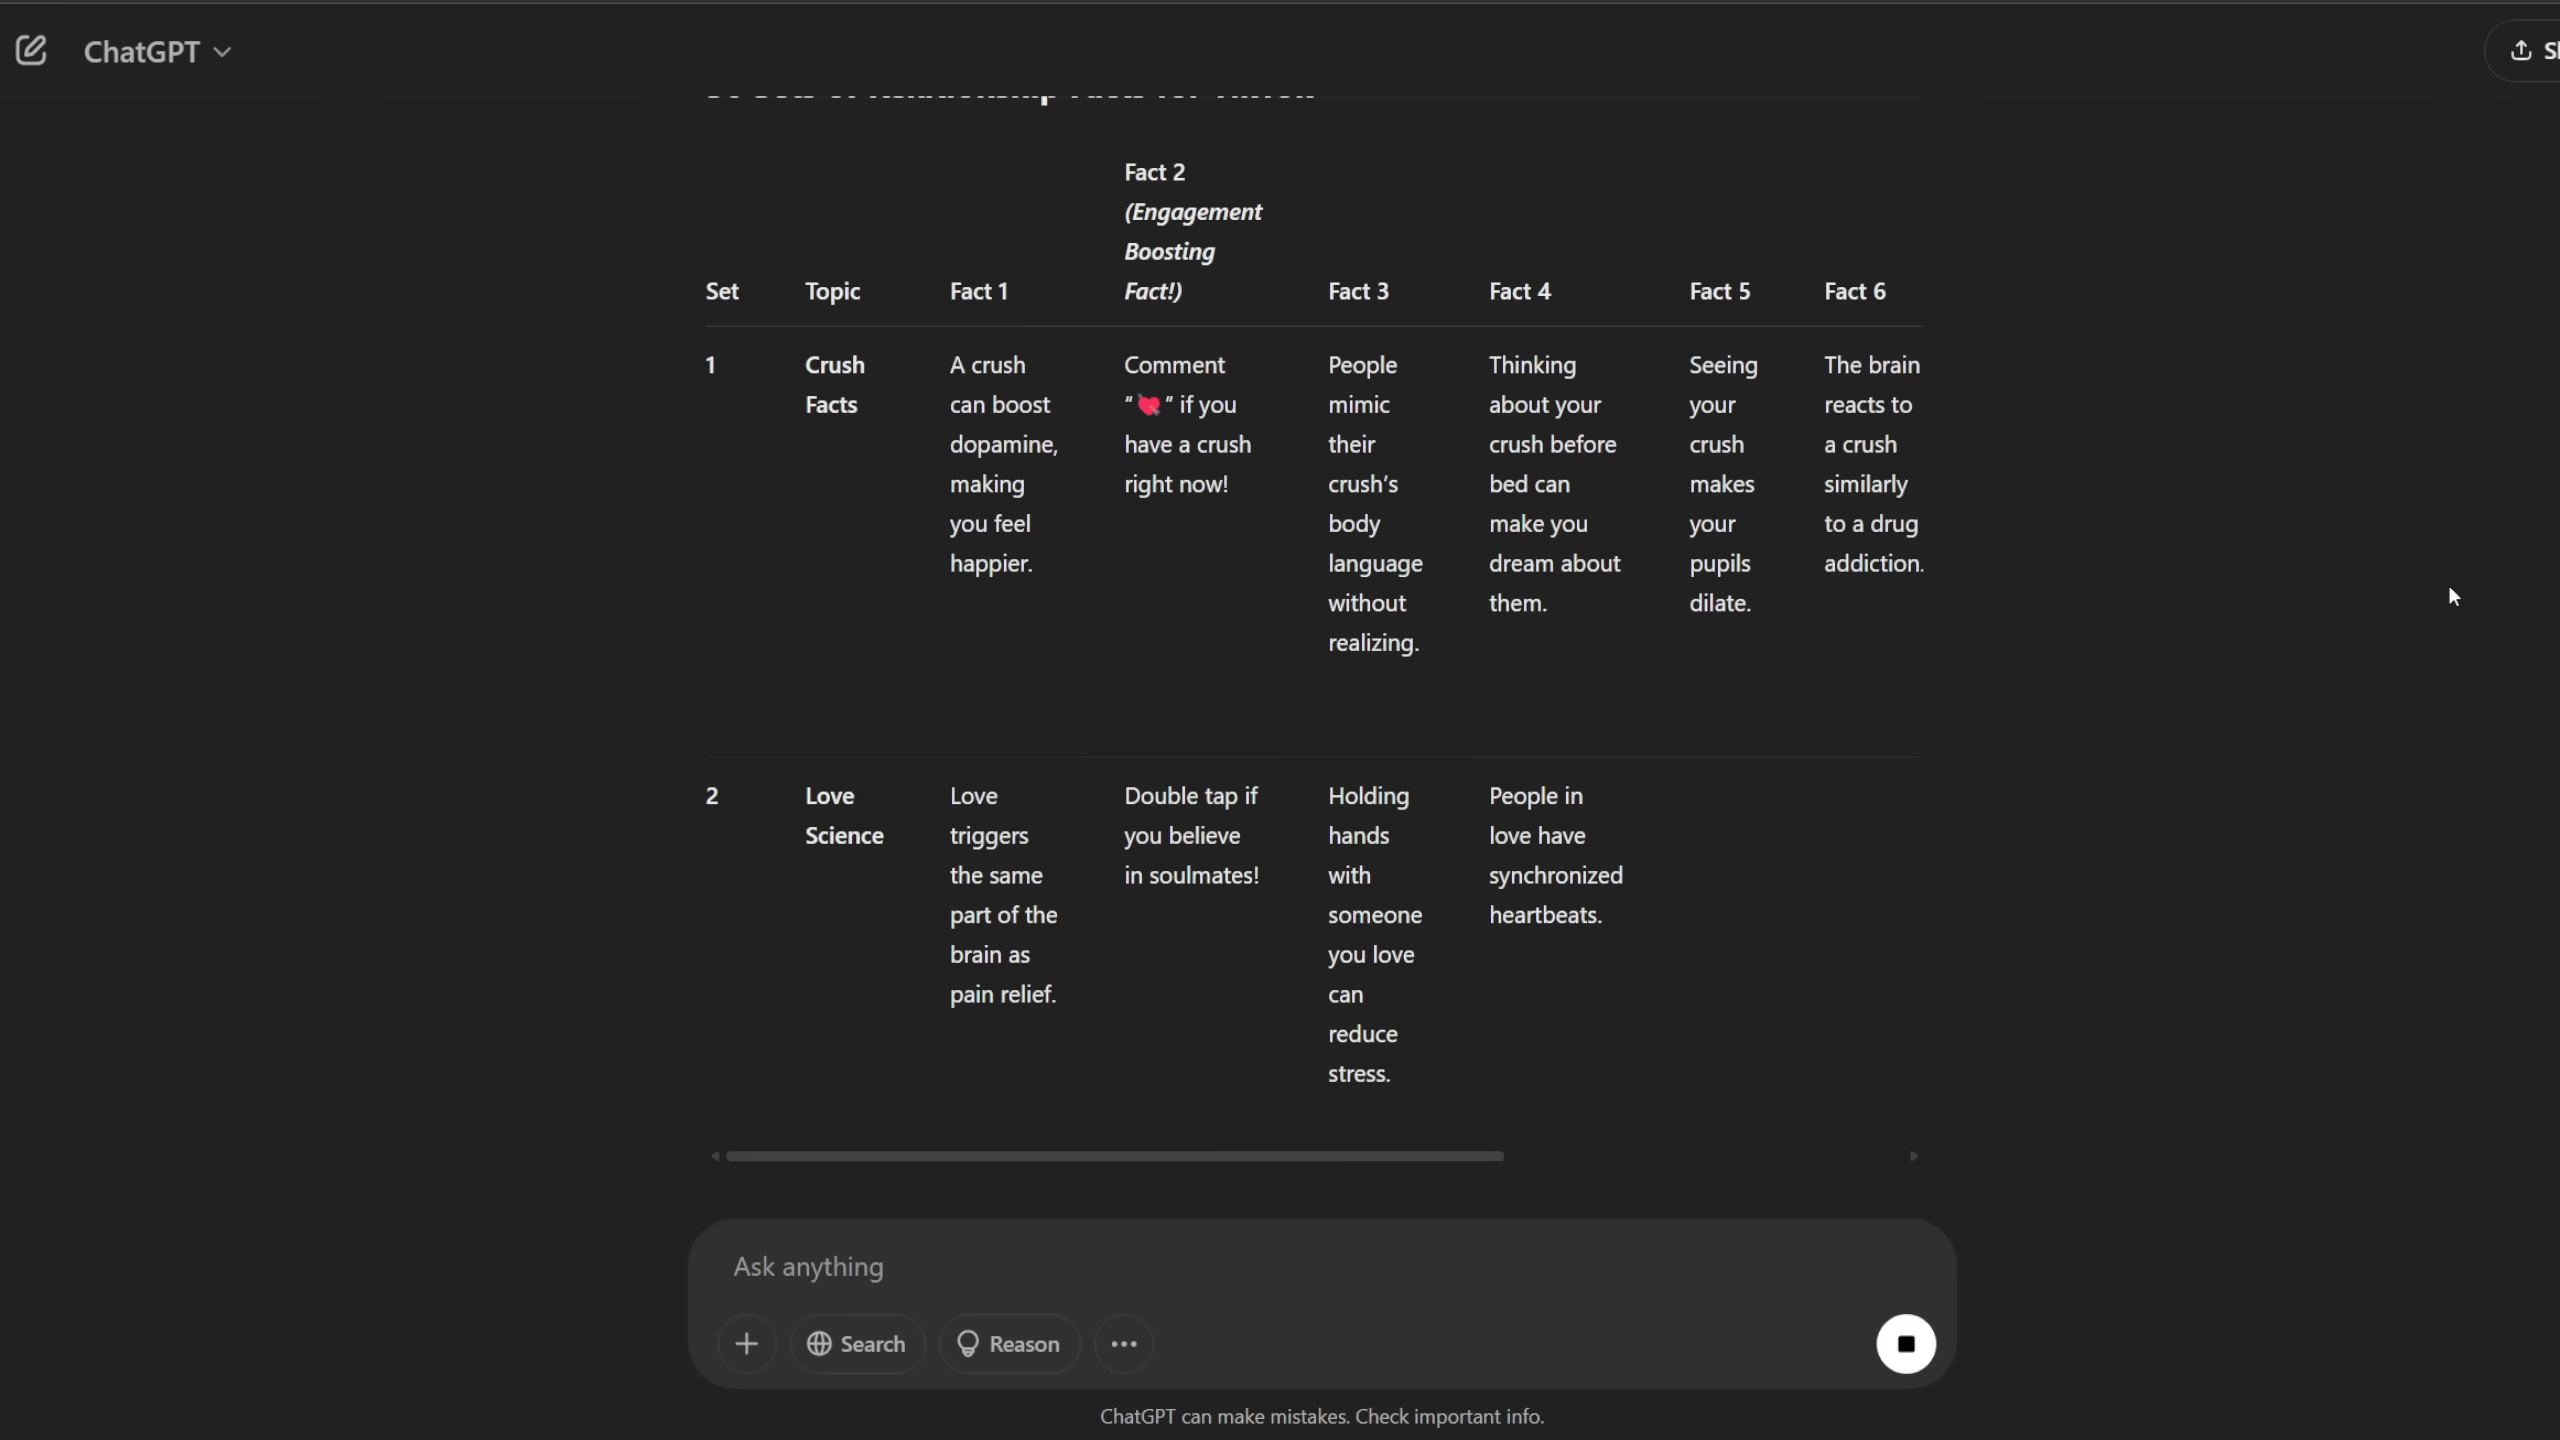 ChatGPT
Fact 2
(Engagement
Boosting
Set Topic Fact 1 Fact!) Fact 3 Fact 4 Fact 5 Fact 6
1 Crush A crush Comment People Thinking Seeing The brain
Facts can boost “💘” if you mimic about your your reacts to
dopamine, have a crush their crush before crush a crush
making right now! crush’s bed can makes similarly
you feel body make you your to a drug
happier. language dream about pupils addiction.
without them. dilate.
realizing.
2 Love Love Double tap if Holding People in
Science triggers you believe hands love have
the same in soulmates! with synchronized
part of the someone heartbeats.
brain as you love
pain relief. can
reduce
stress.
Ask anything
Search Reason
ChatGPT can make mistakes. Check important info.